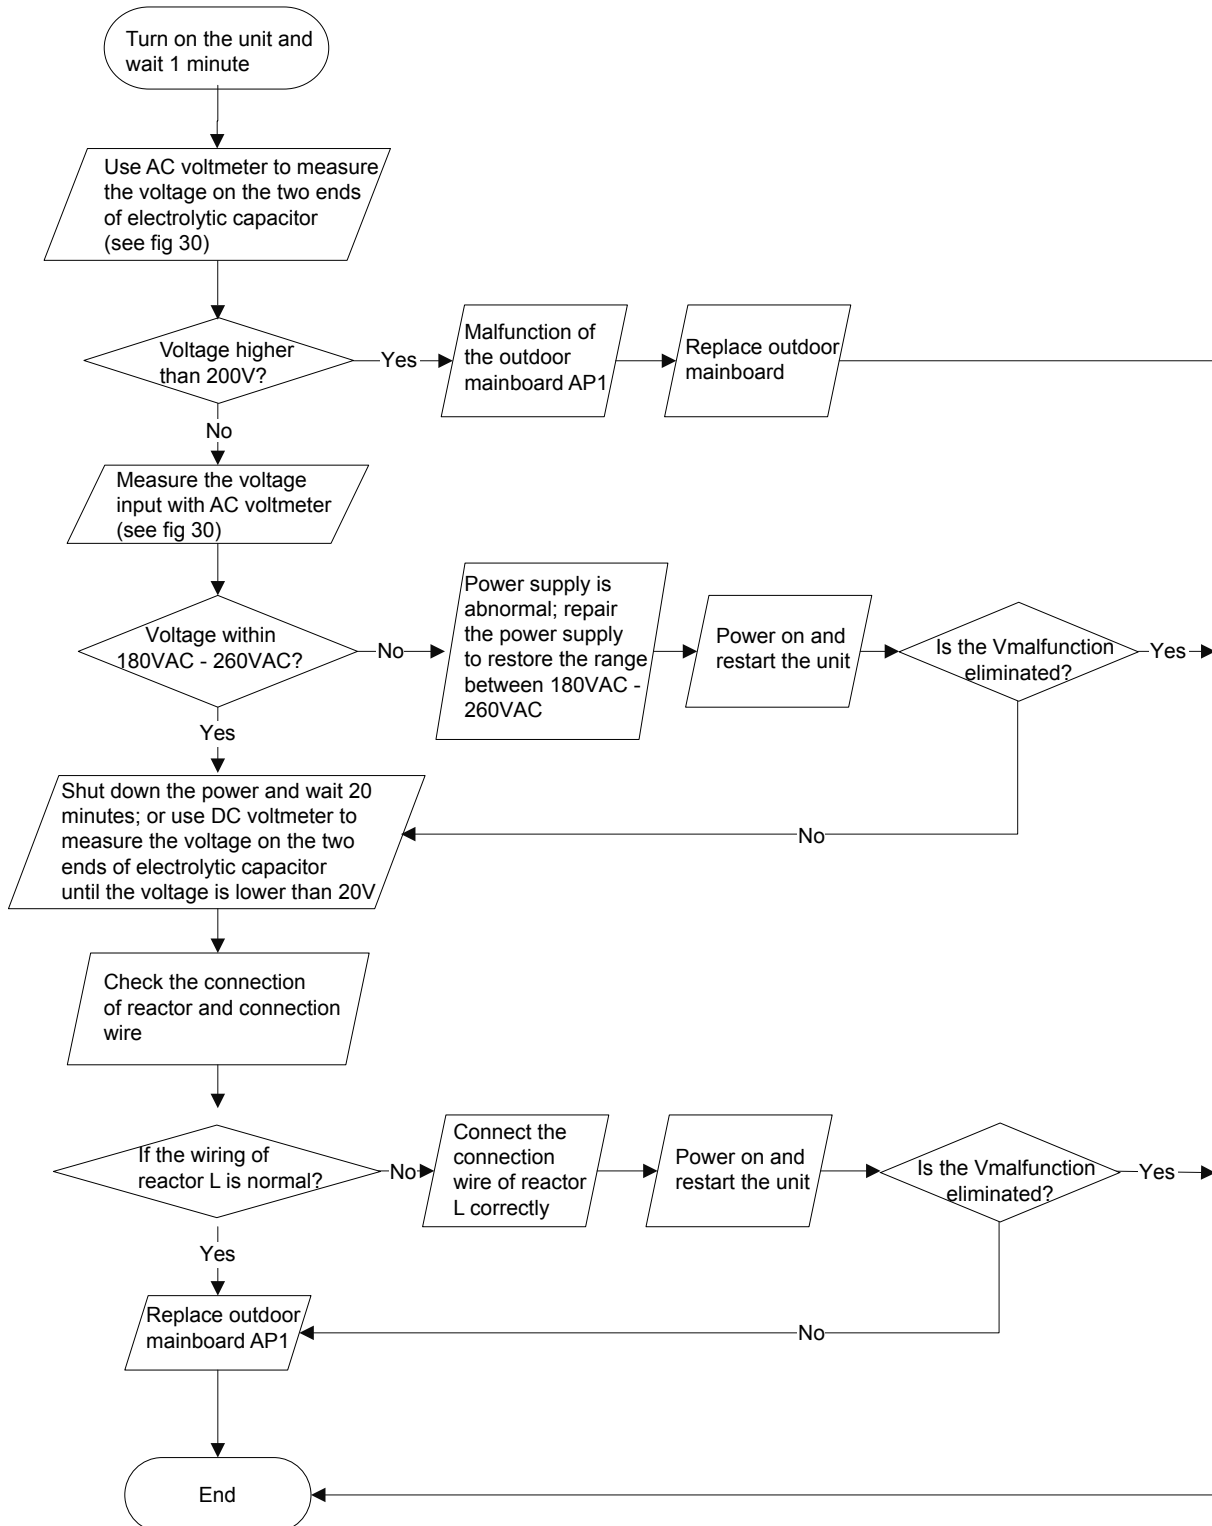 Turn on the unit and
wait 1 minute
Use AC voltmeter to measure
the voltage on the two ends
of electrolytic capacitor
(see fig 30)
Voltage higher
than 200V?
Yes
Malfunction of
the outdoor
mainboard AP1
Replace outdoor
mainboard
No
Measure the voltage
input with AC voltmeter
(see fig 30)
Voltage within
180VAC - 260VAC?
No
Power supply is
abnormal; repair
the power supply
to restore the range
between 180VAC -
260VAC
Power on and
restart the unit
Is the Vmalfunction
eliminated?
Yes
Yes
No
Shut down the power and wait 20
minutes; or use DC voltmeter to
measure the voltage on the two
ends of electrolytic capacitor
until the voltage is lower than 20V
Check the connection
of reactor and connection
wire
If the wiring of
reactor L is normal?
No
Connect the
connection
wire of reactor
L correctly
Power on and
restart the unit
Is the Vmalfunction
eliminated?
Yes
Yes
No
Replace outdoor
mainboard AP1
End